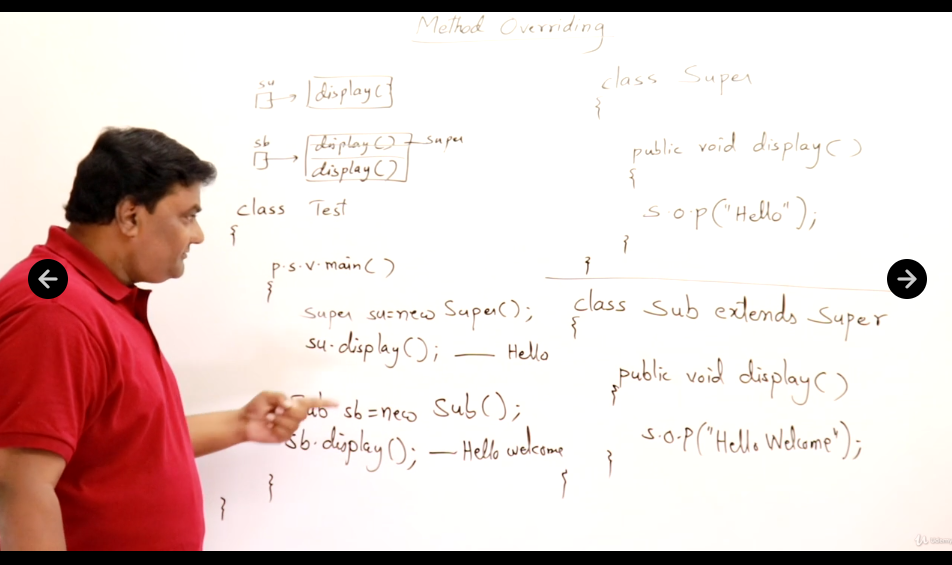 Method Overriding
su
display()
sb
display() super
display()
class Test
{
p.s.v.main()
{
Super su=new Super();
su.display(); — Hello
Sub sb=new Sub();
sb.display(); — Hello welcome
}
}
class Super
{
public void display()
{
s.o.p("Hello");
}
}
class Sub extends Super
{
public void display()
{
s.o.p("Hello Welcome");
}
}